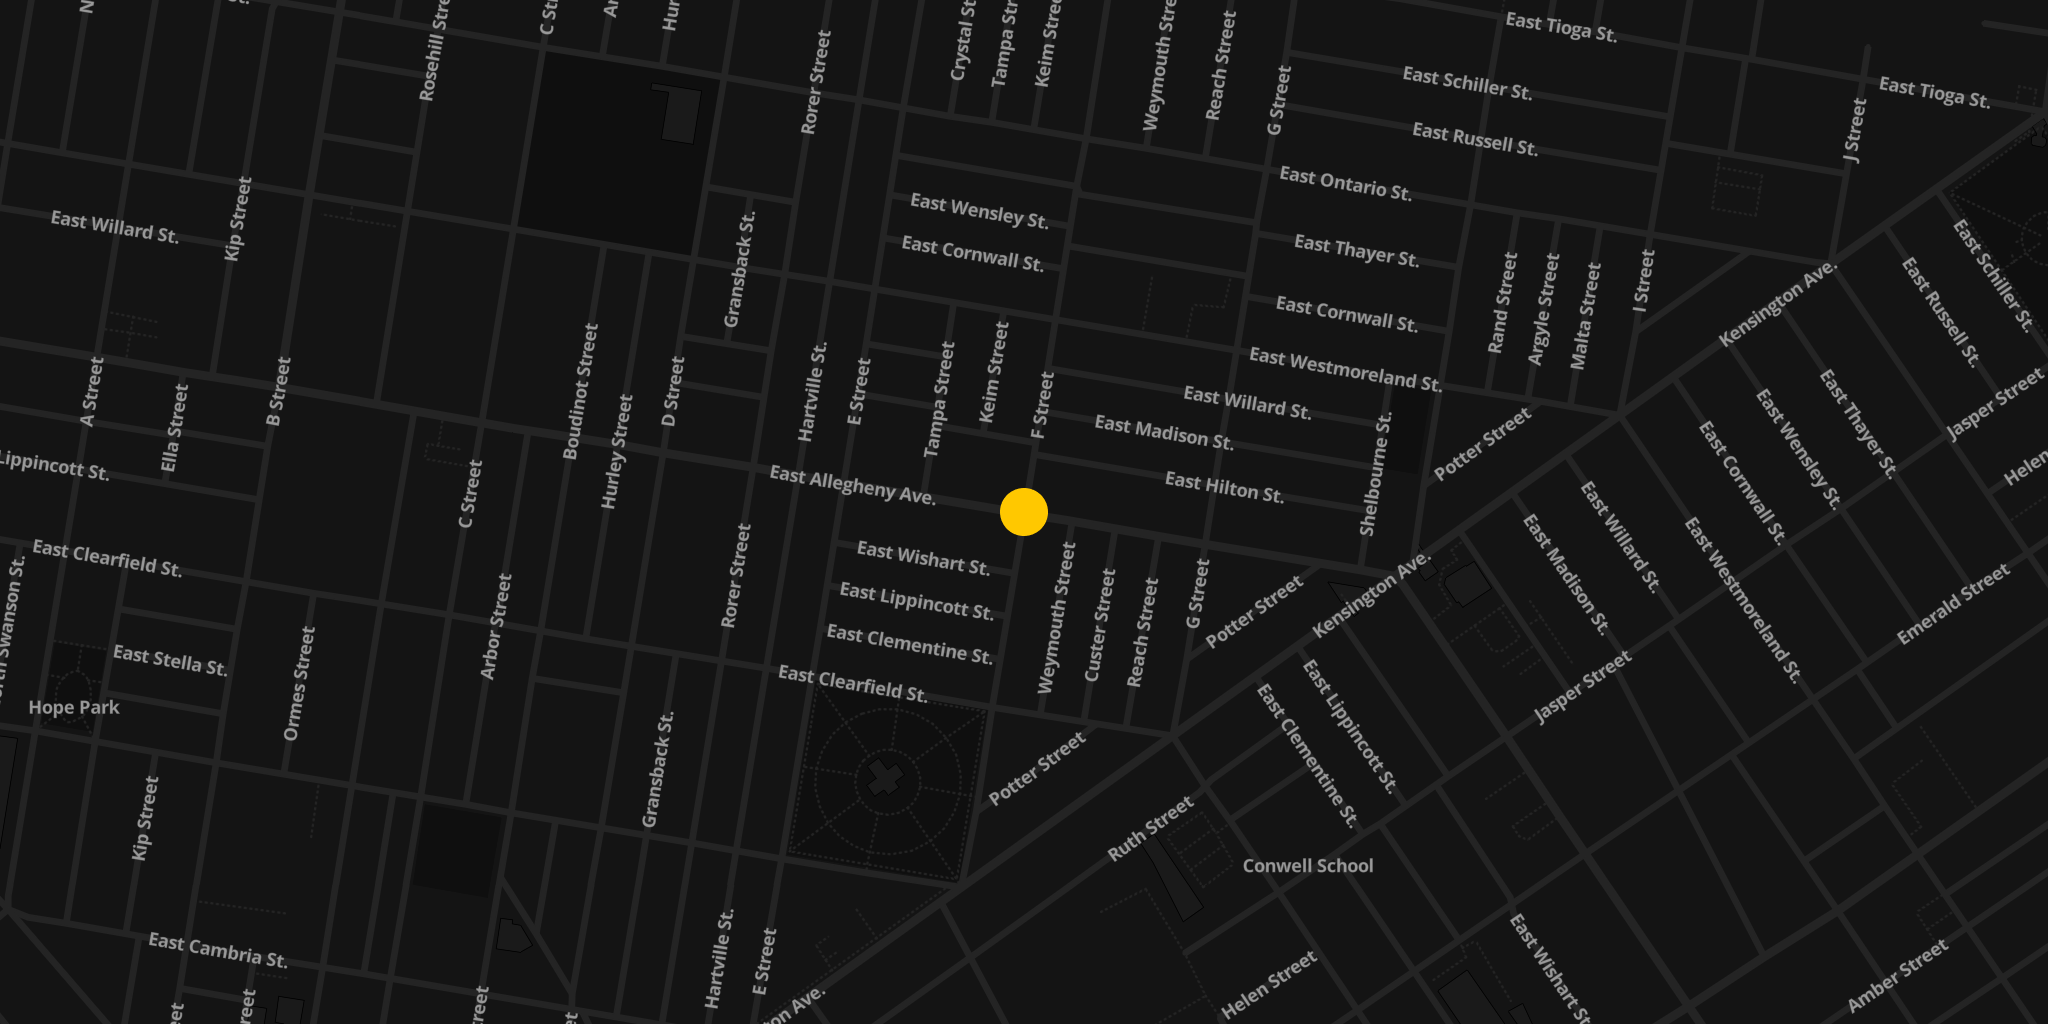 C St
Rosehill Stre
Rorer Street
Crystal St
Tampa Str
Keim Stree
Weymouth Stre
Reach Street
G Street
East Tioga St.
East Schiller St.
East Russell St.
East Tioga St.
J Street
East Ontario St.
East Willard St.
Kip Street
Gransback St.
East Wensley St.
East Cornwall St.
East Thayer St.
East Cornwall St.
Rand Street
Argyle Street
Malta Street
I Street
Kensington Ave.
East Schiller St.
East Russell St.
East Westmoreland St.
A Street
Ella Street
B Street
Boudinot Street
Hurley Street
D Street
Hartville St.
E Street
Tampa Street
Keim Street
F Street
East Willard St.
East Madison St.
East Hilton St.
Shelbourne St.
Potter Street
East Thayer St.
East Wensley St.
East Cornwall St.
Jasper Street
Helen
Lippincott St.
C Street
East Allegheny Ave.
East Clearfield St.
Arbor Street
Rorer Street
East Wishart St.
East Lippincott St.
East Clementine St.
East Clearfield St.
Weymouth Street
Custer Street
Reach Street
G Street
Potter Street
Kensington Ave.
East Madison St.
East Willard St.
East Westmoreland St.
Emerald Street
Swanson St.
East Stella St.
Ormes Street
Hope Park
Gransback St.
Potter Street
East Clementine St.
East Lippincott St.
Jasper Street
Kip Street
Ruth Street
Conwell School
East Cambria St.
Hartville St.
E Street
ton Ave.
Helen Street
East Wishart St
Amber Street